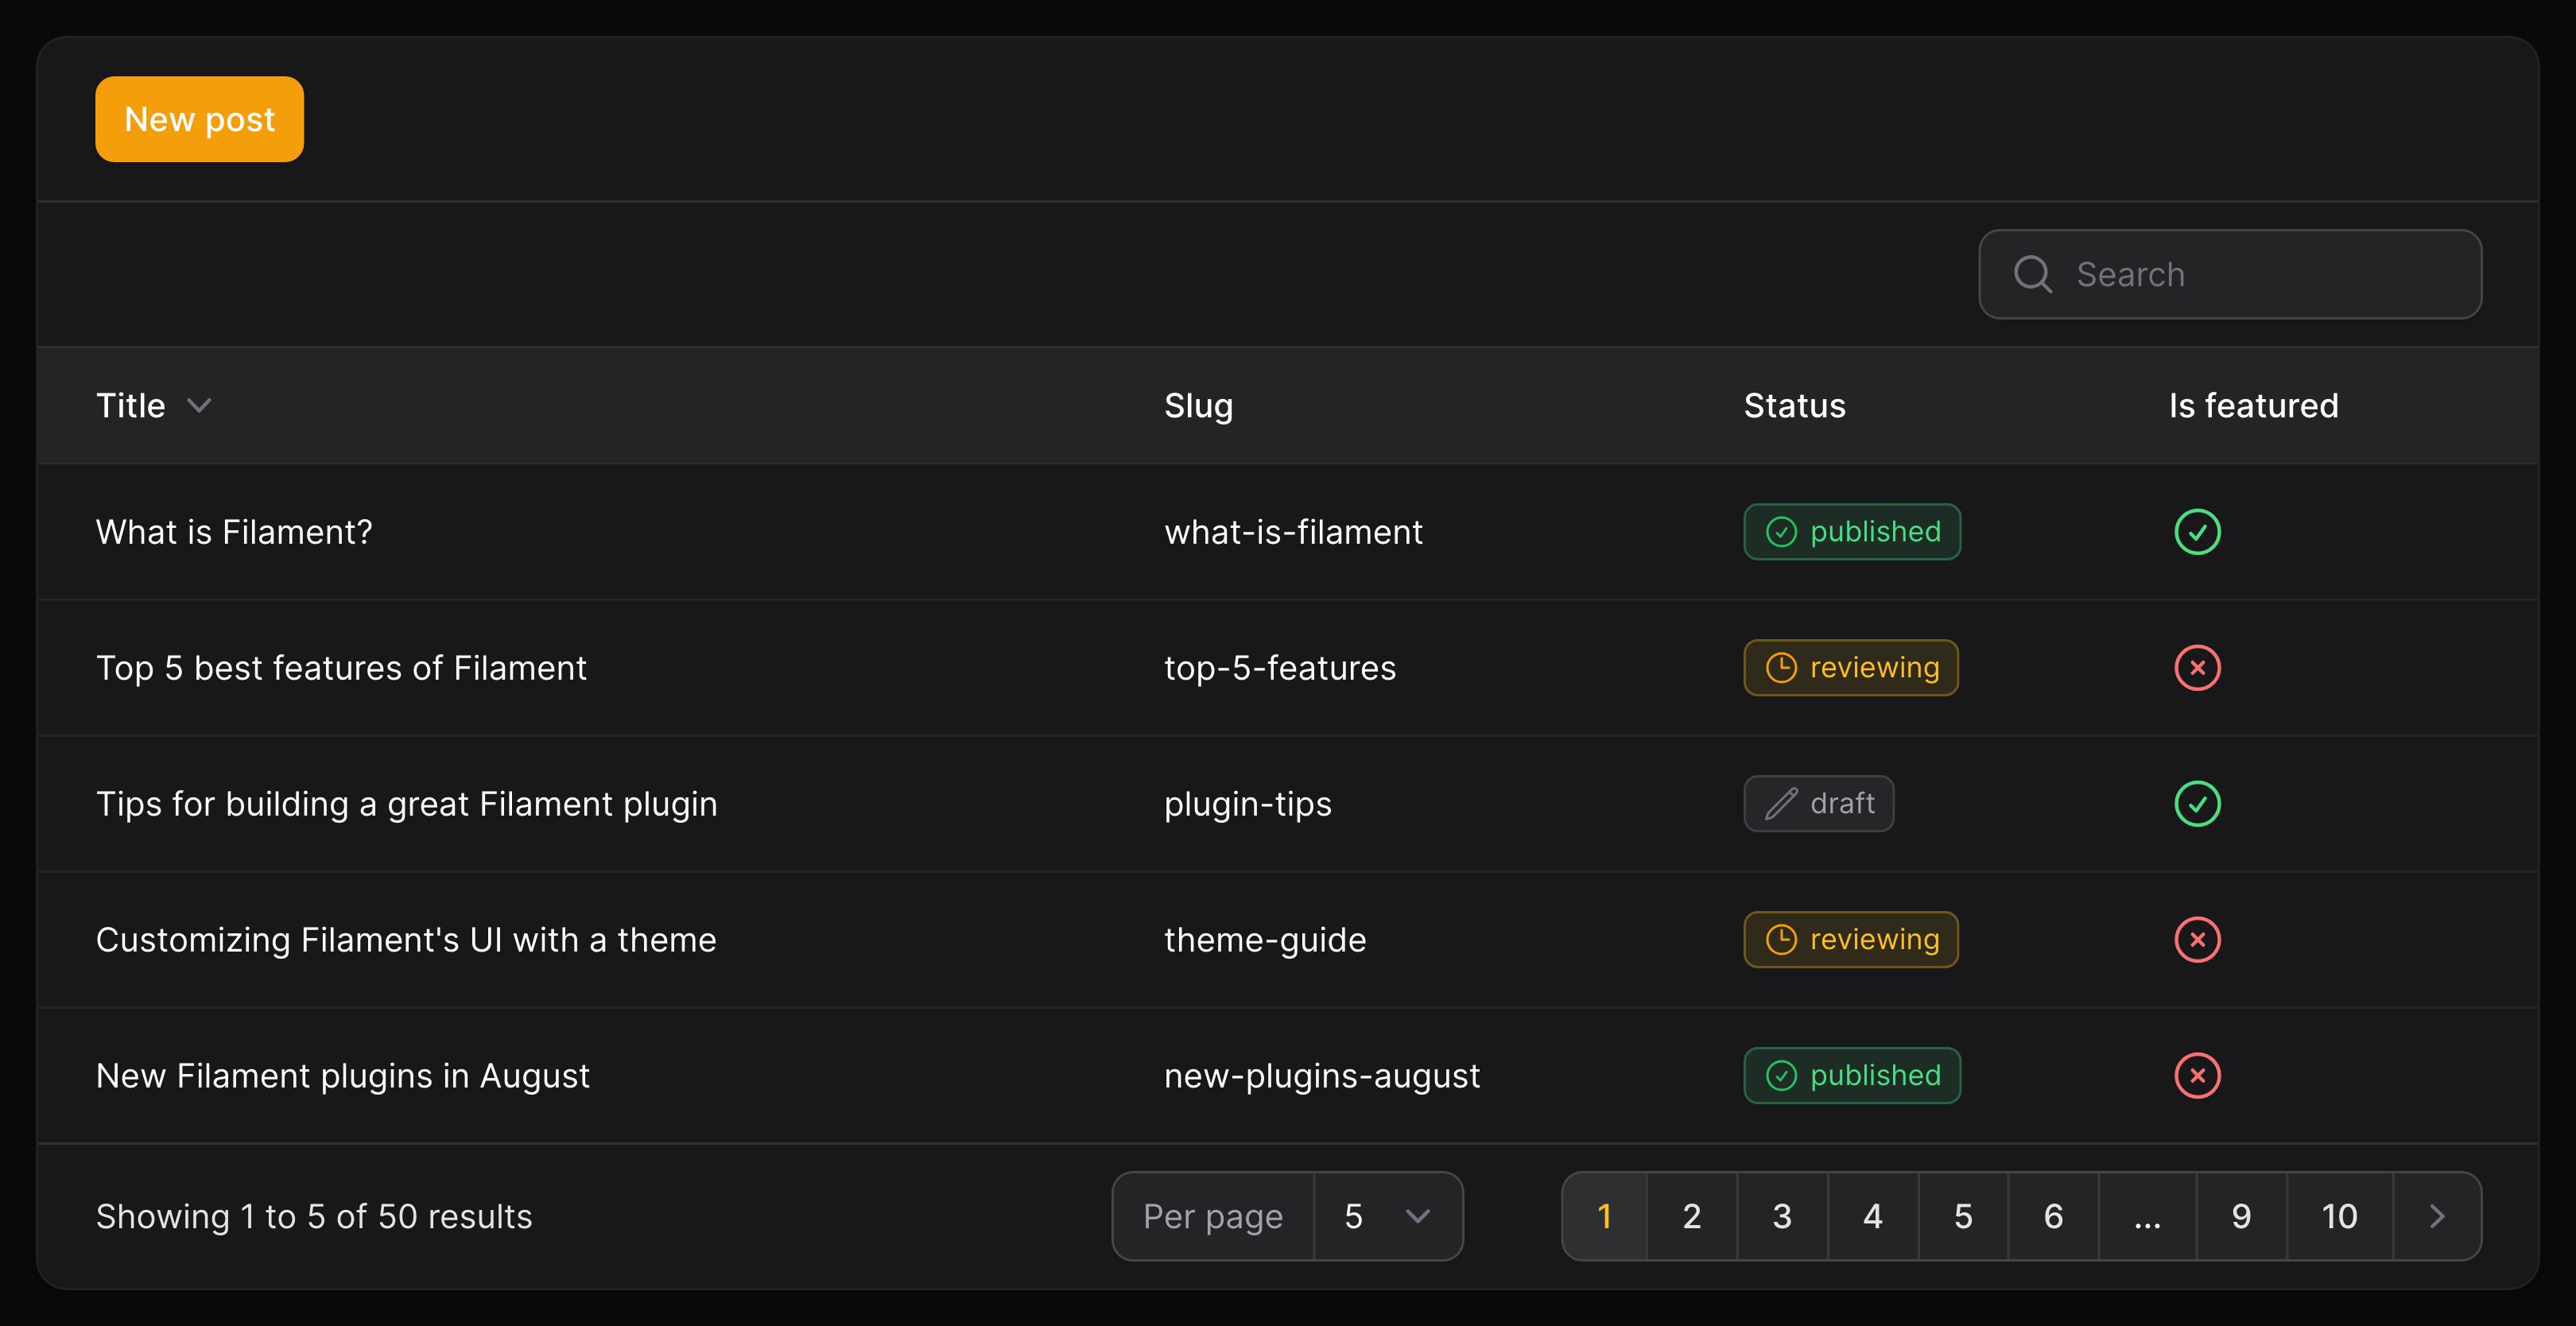 New post
Search
Title Slug Status Is featured
What is Filament? what-is-filament published
Top 5 best features of Filament top-5-features reviewing
Tips for building a great Filament plugin plugin-tips draft
Customizing Filament's UI with a theme theme-guide reviewing
New Filament plugins in August new-plugins-august published
Showing 1 to 5 of 50 results Per page 5 1 2 3 4 5 6 ... 9 10